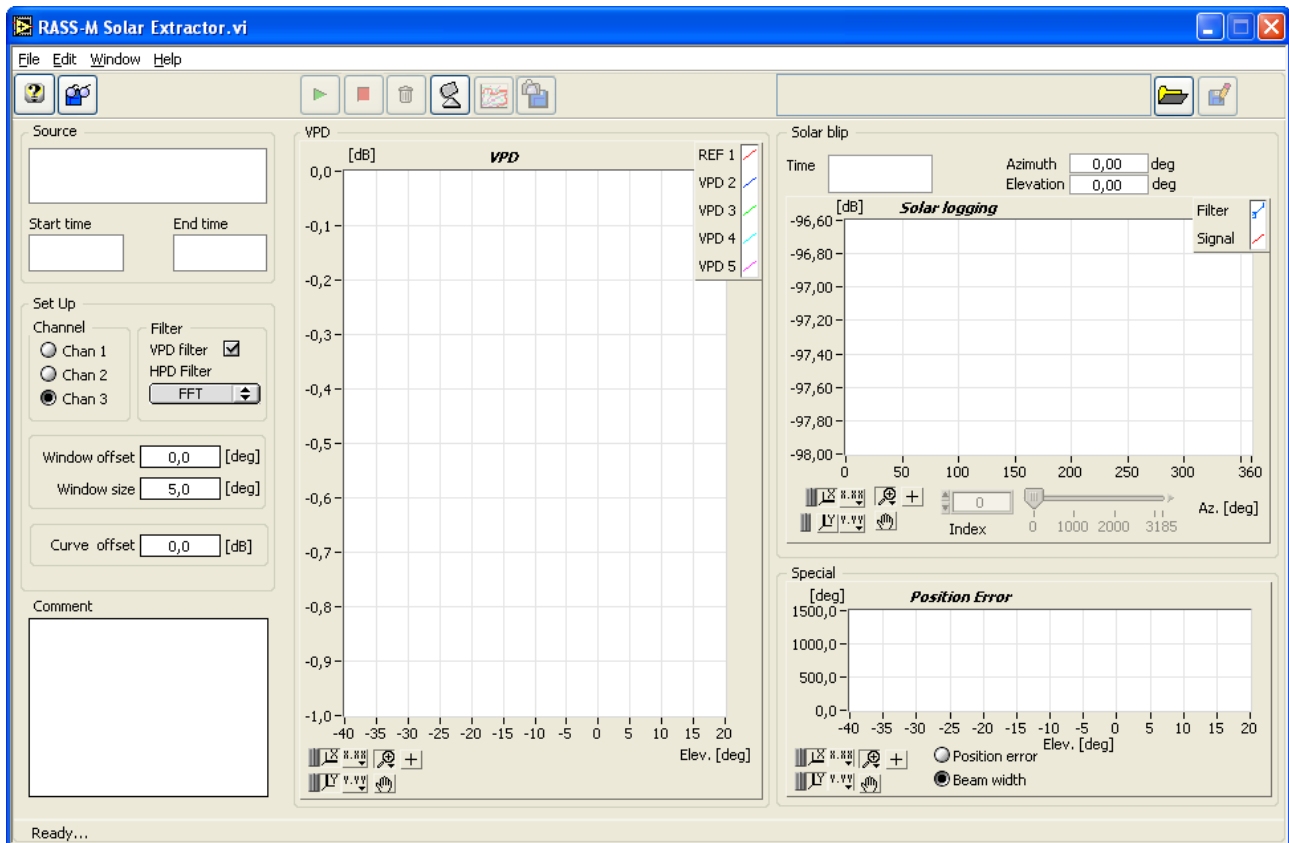 RASS-M Solar Extractor.vi
File Edit Window Help
Source
Start time End time
Set Up
Channel
Chan 1
Chan 2
Chan 3
Filter
VPD filter
HPD Filter
FFT
Window offset 0,0 [deg]
Window size 5,0 [deg]
Curve offset 0,0 [dB]
Comment
VPD
[dB] VPD
REF 1
VPD 2
VPD 3
VPD 4
VPD 5
0,0
-0,1
-0,2
-0,3
-0,4
-0,5
-0,6
-0,7
-0,8
-0,9
-1,0
-40 -35 -30 -25 -20 -15 -10 -5 0 5 10 15 20
Elev. [deg]
X X.XX
Y Y.YY
Solar blip
Time
Azimuth 0,00 deg
Elevation 0,00 deg
[dB] Solar logging
Filter
Signal
-96,60
-96,80
-97,00
-97,20
-97,40
-97,60
-97,80
-98,00
0 50 100 150 200 250 300 360
Az. [deg]
X X.XX
Y Y.YY
0
Index
0 1000 2000 3185
Special
[deg] Position Error
1500,0
1000,0
500,0
0,0
-40 -35 -30 -25 -20 -15 -10 -5 0 5 10 15 20
Elev. [deg]
X X.XX
Y Y.YY
Position error
Beam width
Ready...